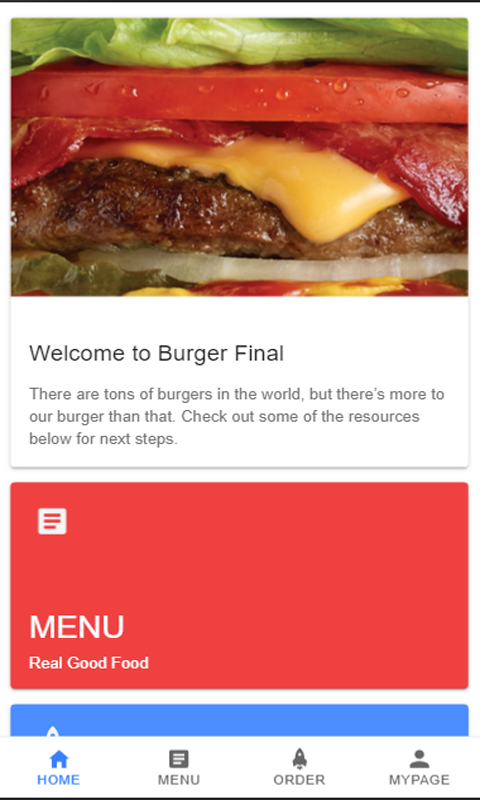 Welcome to Burger Final
There are tons of burgers in the world, but there’s more to
our burger than that. Check out some of the resources
below for next steps.
MENU
Real Good Food
HOME
MENU
ORDER
MYPAGE